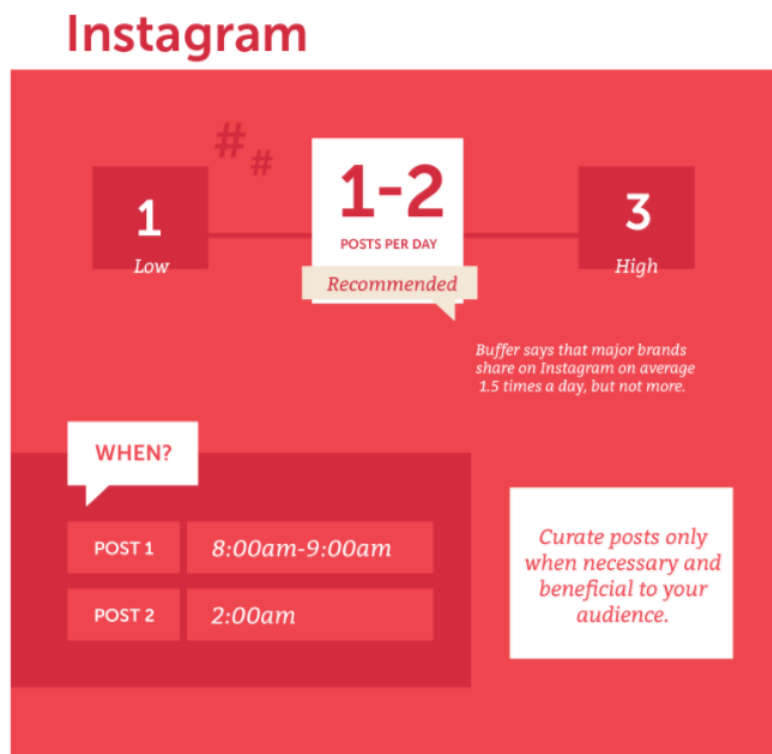 Instagram
# #
1
Low
1-2
POSTS PER DAY
Recommended
3
High
Buffer says that major brands
share on Instagram on average
1.5 times a day, but not more.
WHEN?
POST 1
8:00am-9:00am
POST 2
2:00am
Curate posts only
when necessary and
beneficial to your
audience.